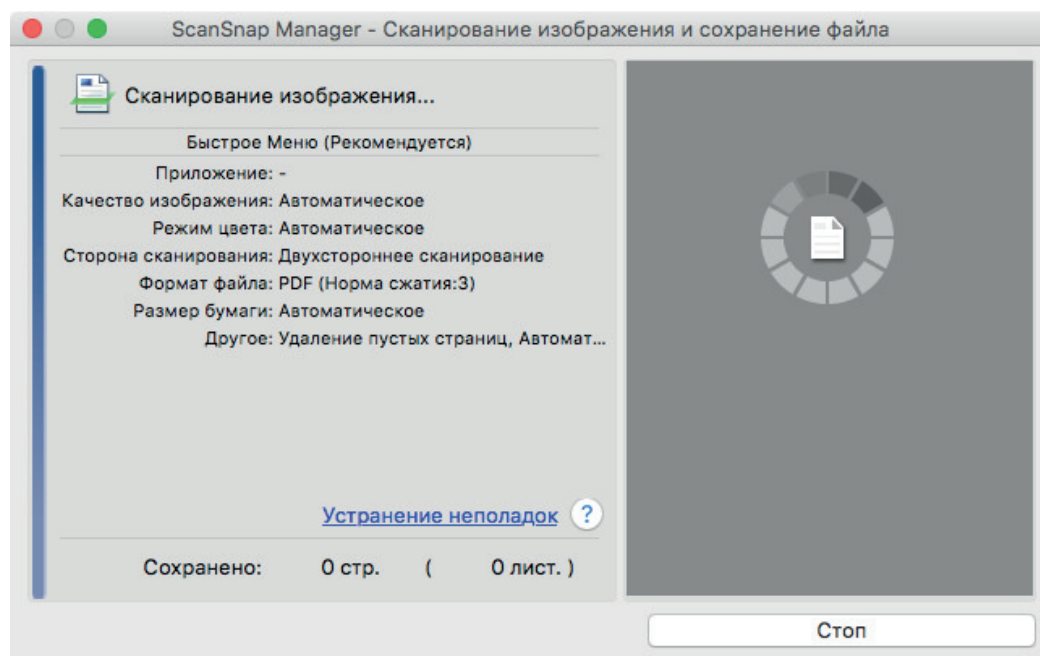 ScanSnap Manager - Сканирование изображения и сохранение файла
Сканирование изображения...
Быстрое Меню (Рекомендуется)
Приложение: -
Качество изображения: Автоматическое
Режим цвета: Автоматическое
Сторона сканирования: Двухстороннее сканирование
Формат файла: PDF (Норма сжатия:3)
Размер бумаги: Автоматическое
Другое: Удаление пустых страниц, Автомат...
Устранение неполадок ?
Сохранено: 0 стр. ( 0 лист. )
Стоп